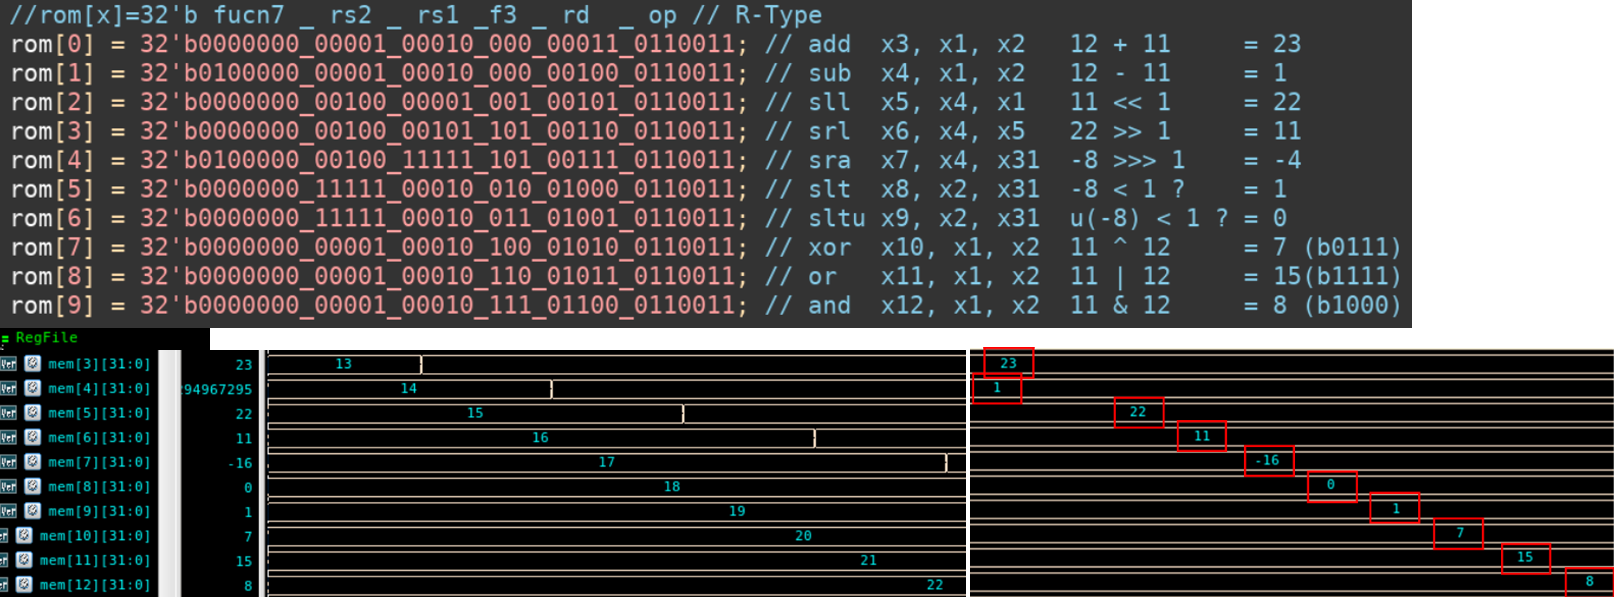 //rom[x]=32'b fucn7 _ rs2 _ rs1 _f3 _ rd _ op // R-Type
rom[0] = 32'b0000000_00001_00010_000_00011_0110011; // add x3, x1, x2 12 + 11 = 23
rom[1] = 32'b0100000_00001_00010_000_00100_0110011; // sub x4, x1, x2 12 - 11 = 1
rom[2] = 32'b0000000_00100_00001_001_00101_0110011; // sll x5, x4, x1 11 << 1 = 22
rom[3] = 32'b0000000_00100_00101_101_00110_0110011; // srl x6, x4, x5 22 >> 1 = 11
rom[4] = 32'b0100000_00100_11111_101_00111_0110011; // sra x7, x4, x31 -8 >>> 1 = -4
rom[5] = 32'b0000000_11111_00010_010_01000_0110011; // slt x8, x2, x31 -8 < 1 ? = 1
rom[6] = 32'b0000000_11111_00010_011_01001_0110011; // sltu x9, x2, x31 u(-8) < 1 ? = 0
rom[7] = 32'b0000000_00001_00010_100_01010_0110011; // xor x10, x1, x2 11 ^ 12 = 7 (b0111)
rom[8] = 32'b0000000_00001_00010_110_01011_0110011; // or x11, x1, x2 11 | 12 = 15(b1111)
rom[9] = 32'b0000000_00001_00010_111_01100_0110011; // and x12, x1, x2 11 & 12 = 8 (b1000)
RegFile
mem[3][31:0] 23 13 23
mem[4][31:0] 94967295 14 1
mem[5][31:0] 22 15 22
mem[6][31:0] 11 16 11
mem[7][31:0] -16 17 -16
mem[8][31:0] 0 18 0
mem[9][31:0] 1 19 1
mem[10][31:0] 7 20 7
mem[11][31:0] 15 21 15
mem[12][31:0] 8 22 8